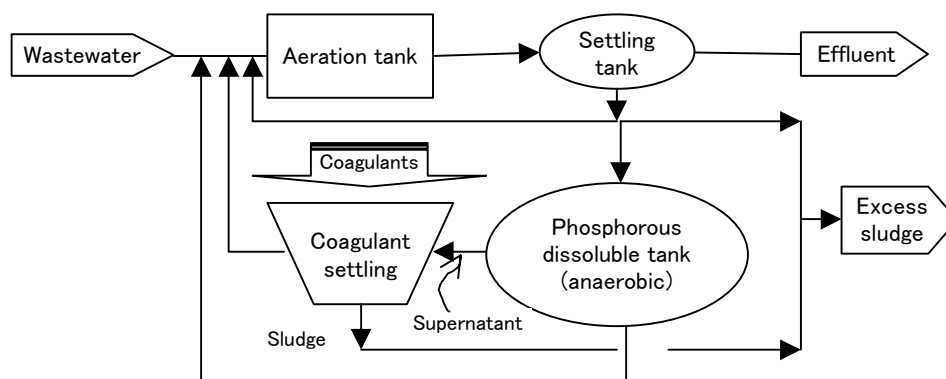 Wastewater
Aeration tank
Settling
tank
Effluent
Coagulants
Coagulant
settling
Phosphorous
dissoluble tank
(anaerobic)
Excess
sludge
Supernatant
Sludge